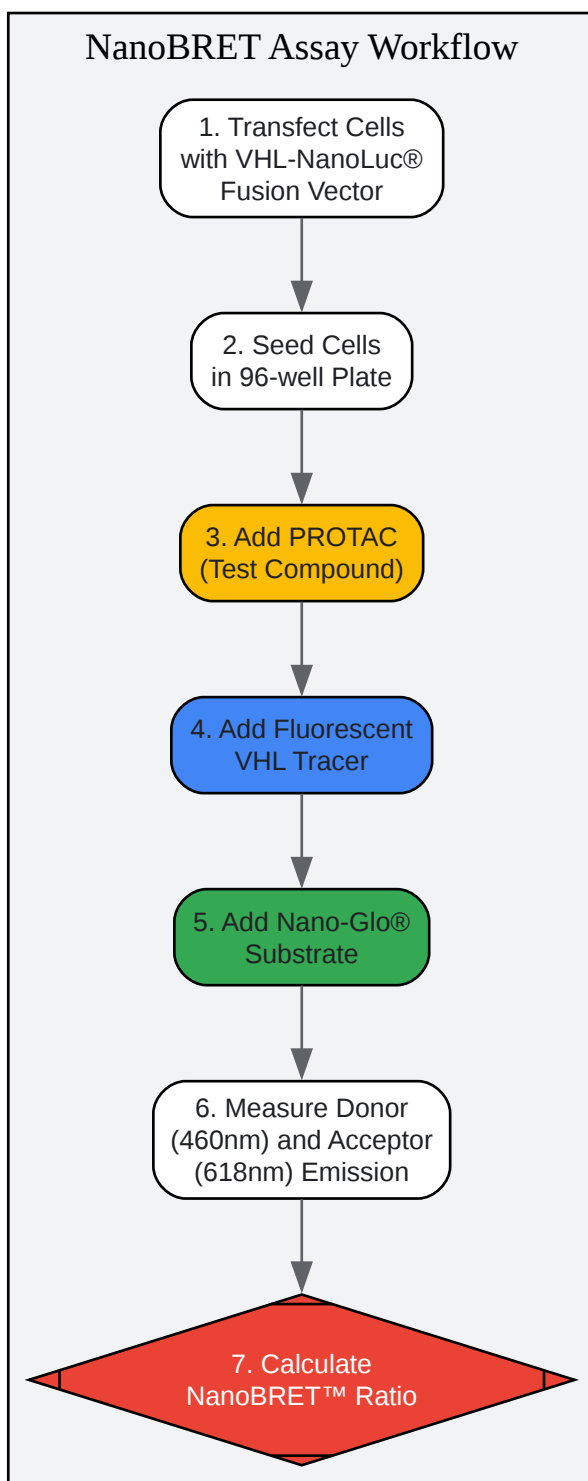 NanoBRET Assay Workflow
1. Transfect Cells
with VHL-NanoLuc®
Fusion Vector
2. Seed Cells
in 96-well Plate
3. Add PROTAC
(Test Compound)
4. Add Fluorescent
VHL Tracer
5. Add Nano-Glo®
Substrate
6. Measure Donor
(460nm) and Acceptor
(618nm) Emission
7. Calculate
NanoBRET™ Ratio